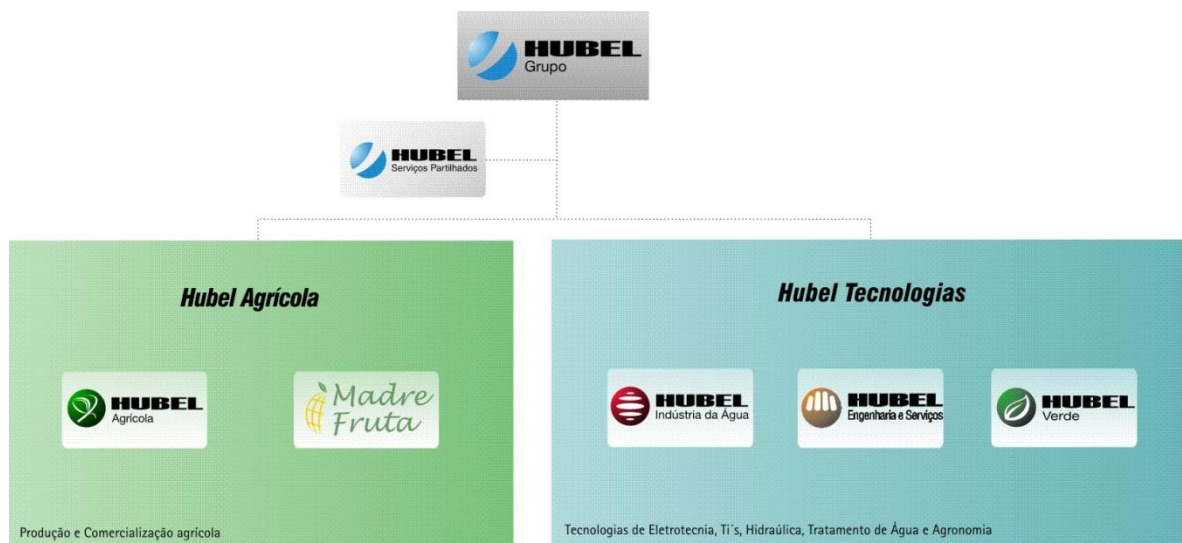 HUBEL
Grupo
HUBEL
Serviços Partilhados
Hubel Agrícola
HUBEL
Agrícola
Madre
Fruta
Produção e Comercialização agrícola
Hubel Tecnologias
HUBEL
Indústria da Água
HUBEL
Engenharia e Serviços
HUBEL
Verde
Tecnologias de Eletrotecnia, Ti´s, Hidraúlica, Tratamento de Água e Agronomia